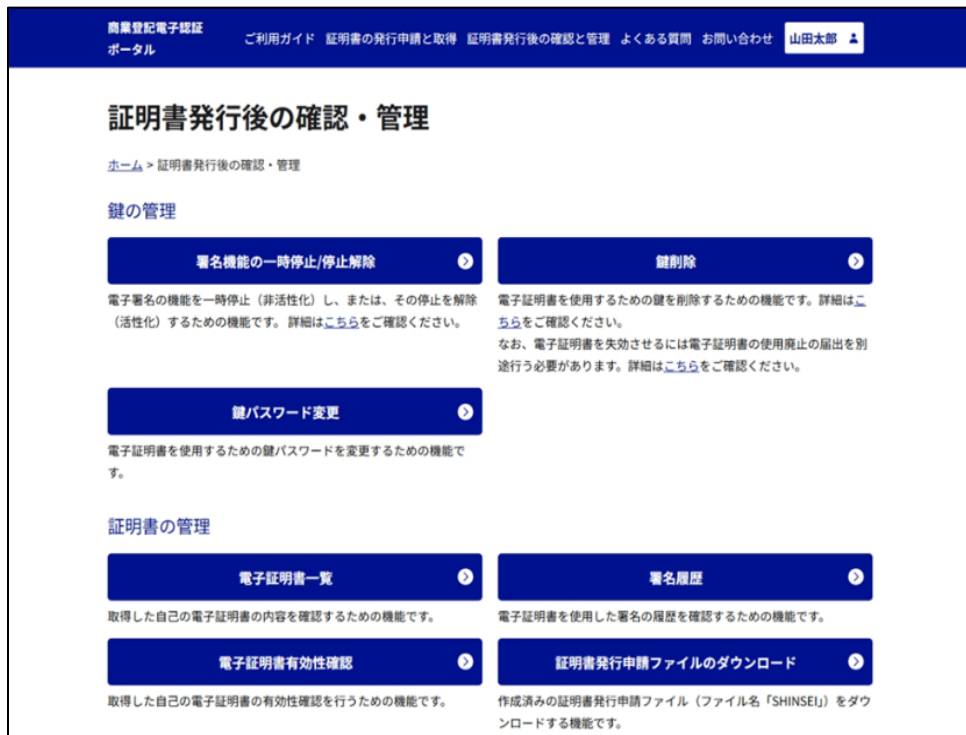 商業登記電子認証
ポータル
ご利用ガイド 証明書の発行申請と取得 証明書発行後の確認と管理 よくある質問 お問い合わせ 山田太郎
証明書発行後の確認・管理
ホーム > 証明書発行後の確認・管理
鍵の管理
署名機能の一時停止/停止解除
電子署名の機能を一時停止（非活性化）し、または、その停止を解除
（活性化）するための機能です。 詳細はこちらをご確認ください。
鍵削除
電子証明書を使用するための鍵を削除するための機能です。詳細はこ
ちらをご確認ください。
なお、電子証明書を失効させるには電子証明書の使用廃止の届出を別
途行う必要があります。詳細はこちらをご確認ください。
鍵パスワード変更
電子証明書を使用するための鍵パスワードを変更するための機能で
す。
証明書の管理
電子証明書一覧
取得した自己の電子証明書の内容を確認するための機能です。
署名履歴
電子証明書を使用した署名の履歴を確認するための機能です。
電子証明書有効性確認
取得した自己の電子証明書の有効性確認を行うための機能です。
証明書発行申請ファイルのダウンロード
作成済みの証明書発行申請ファイル（ファイル名「SHINSEI」）をダウ
ンロードする機能です。